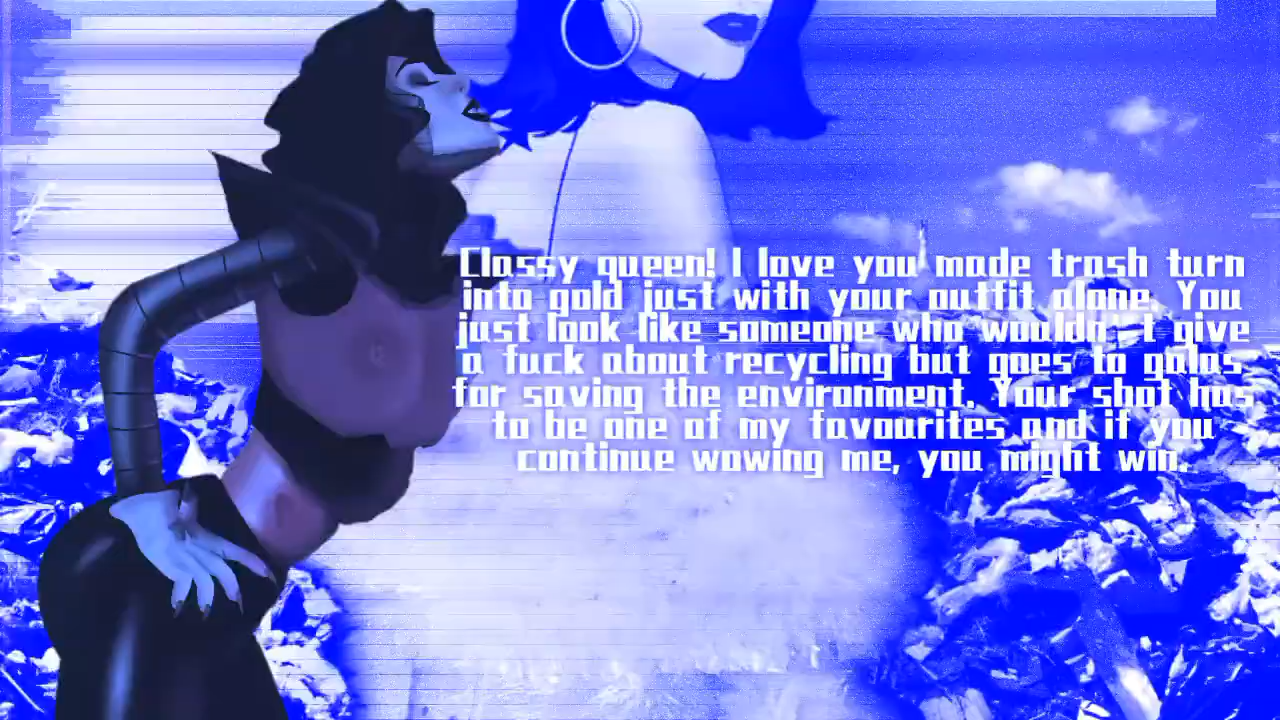 Classy queen! I love you made trash turn
into gold just with your outfit alone. You
just look like someone who wouldn't give
a fuck about recycling but goes to galas
for saving the environment. Your shot has
to be one of my favourites and if you
continue wowing me, you might win.